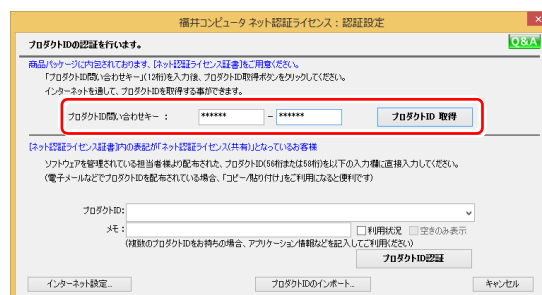 福井コンピュータ ネット認証ライセンス：認証設定
×
プロダクトIDの認証を行います。
Q&A
商品パッケージに内包されております、[ネット認証ライセンス証書]をご用意ください。
「プロダクトID問い合わせキー」(12桁)を入力後、プロダクトID取得ボタンをクリックしてください。
インターネットを通して、プロダクトIDを取得する事ができます。
プロダクトID問い合わせキー ： ****** - ****** プロダクトID 取得
[ネット認証ライセンス証書]内の表記が「ネット認証ライセンス(共有)」となっているお客様
ソフトウェアを管理されている担当者様より配布された、プロダクトID(56桁または58桁)を以下の入力欄に直接入力してください。
(電子メールなどでプロダクトIDを配布されている場合、「コピー/貼り付け」をご利用になると便利です)
プロダクトID:
メモ： 利用状況 空きのみ表示
(複数のプロダクトIDをお持ちの場合、アプリケーション情報などを記入してご利用ください)
プロダクトID認証
インターネット設定... プロダクトIDのインポート... キャンセル